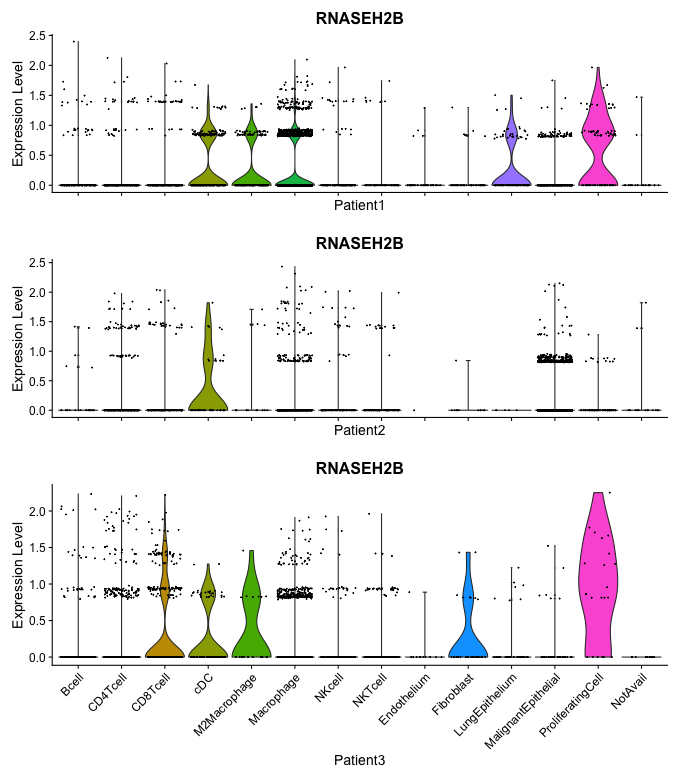 RNASEH2B
Expression Level
2.5
2.0
1.5
1.0
0.5
0.0
Patient1
RNASEH2B
Expression Level
2.5
2.0
1.5
1.0
0.5
0.0
Patient2
RNASEH2B
Expression Level
2.0
1.5
1.0
0.5
0.0
Bcell
CD4Tcell
CD8Tcell
cDC
M2Macrophage
Macrophage
NKcell
NKTcell
Endothelium
Fibroblast
LungEpithelium
MalignantEpithelial
ProliferatingCell
NotAvail
Patient3